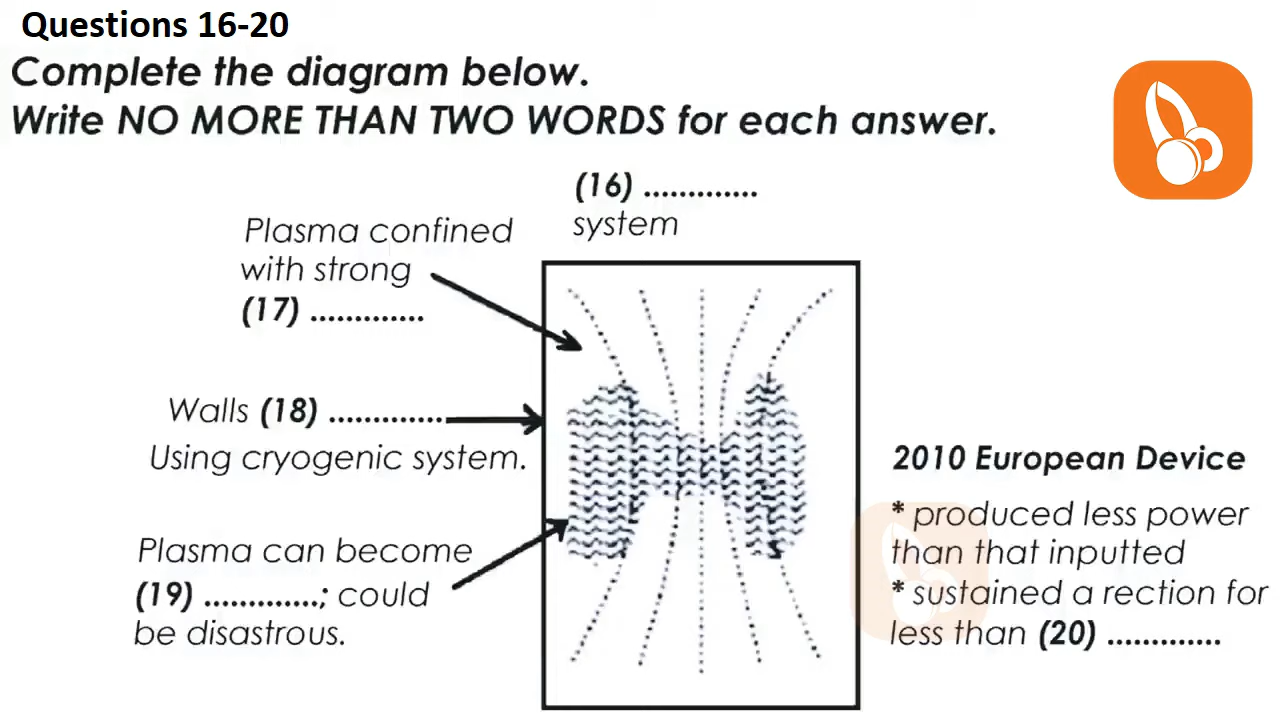 Questions 16-20
Complete the diagram below.
Write NO MORE THAN TWO WORDS for each answer.
(16) .............
system
Plasma confined
with strong
(17) .............
Walls (18) .............
Using cryogenic system.
Plasma can become
(19) .............; could
be disastrous.
2010 European Device
* produced less power
than that inputted
* sustained a rection for
less than (20) .............